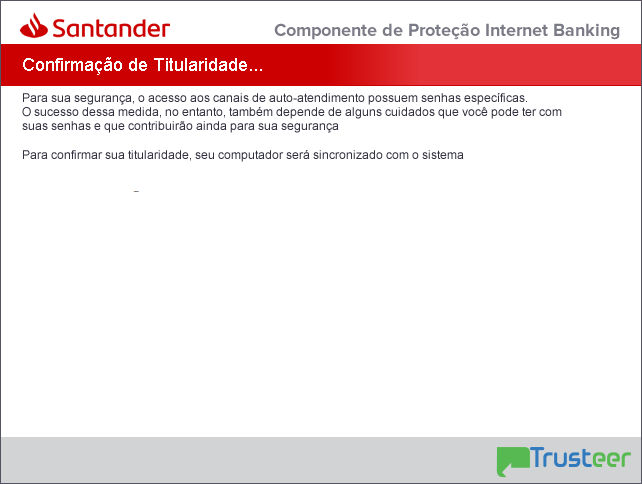 Santander
Componente de Proteção Internet Banking
Confirmação de Titularidade...
Para sua segurança, o acesso aos canais de auto-atendimento possuem senhas específicas.
O sucesso dessa medida, no entanto, também depende de alguns cuidados que você pode ter com
suas senhas e que contribuirão ainda para sua segurança
Para confirmar sua titularidade, seu computador será sincronizado com o sistema
Trusteer